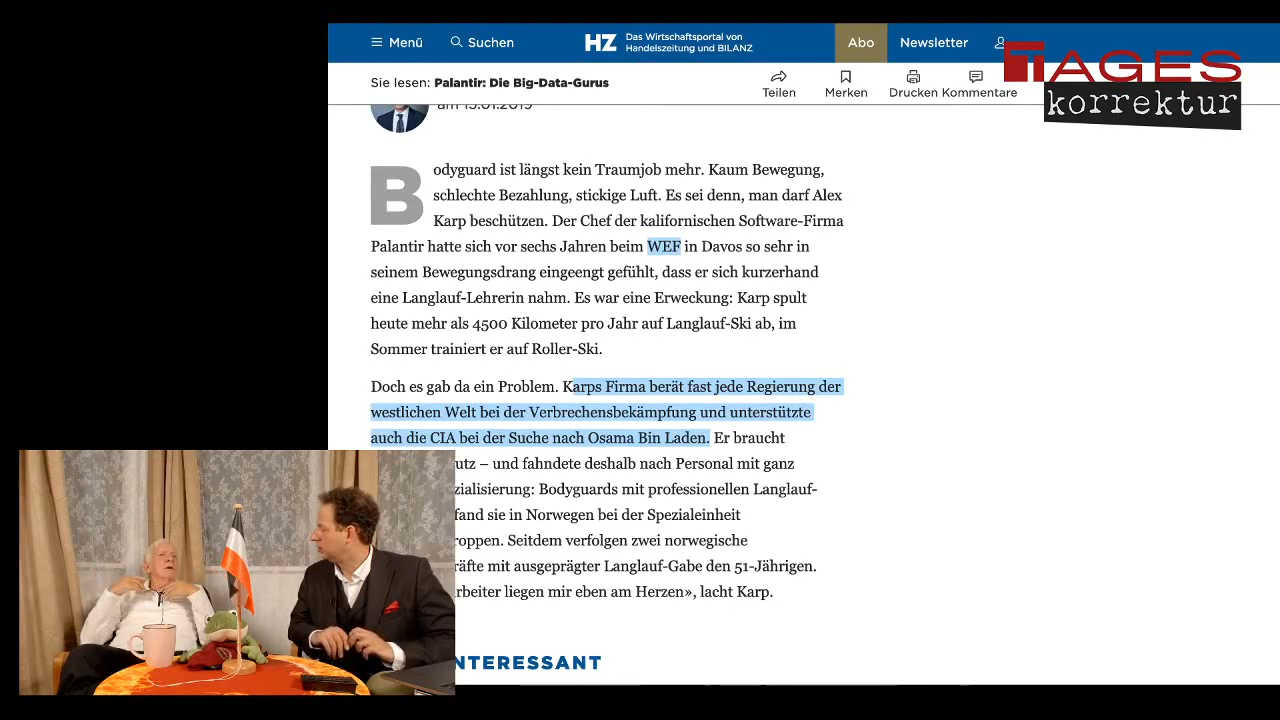 Menü
Suchen
HZ
Das Wirtschaftsportal von
Handelszeitung und BILANZ
Abo
Newsletter
TAGES
korrektur
Sie lesen: Palantir: Die Big-Data-Gurus
Teilen
Merken
Drucken
Kommentare
am 15.01.2019
Bodyguard ist längst kein Traumjob mehr. Kaum Bewegung,
schlechte Bezahlung, stickige Luft. Es sei denn, man darf Alex
Karp beschützen. Der Chef der kalifornischen Software-Firma
Palantir hatte sich vor sechs Jahren beim WEF in Davos so sehr in
seinem Bewegungsdrang eingeengt gefühlt, dass er sich kurzerhand
eine Langlauf-Lehrerin nahm. Es war eine Erweckung: Karp spult
heute mehr als 4500 Kilometer pro Jahr auf Langlauf-Ski ab, im
Sommer trainiert er auf Roller-Ski.
Doch es gab da ein Problem. Karps Firma berät fast jede Regierung der
westlichen Welt bei der Verbrechensbekämpfung und unterstützte
auch die CIA bei der Suche nach Osama Bin Laden. Er braucht
utz – und fahndete deshalb nach Personal mit ganz
zialisierung: Bodyguards mit professionellen Langlauf-
fand sie in Norwegen bei der Spezialeinheit
roppen. Seitdem verfolgen zwei norwegische
räfte mit ausgeprägter Langlauf-Gabe den 51-Jährigen.
rbeiter liegen mir eben am Herzen», lacht Karp.
NTERESSANT